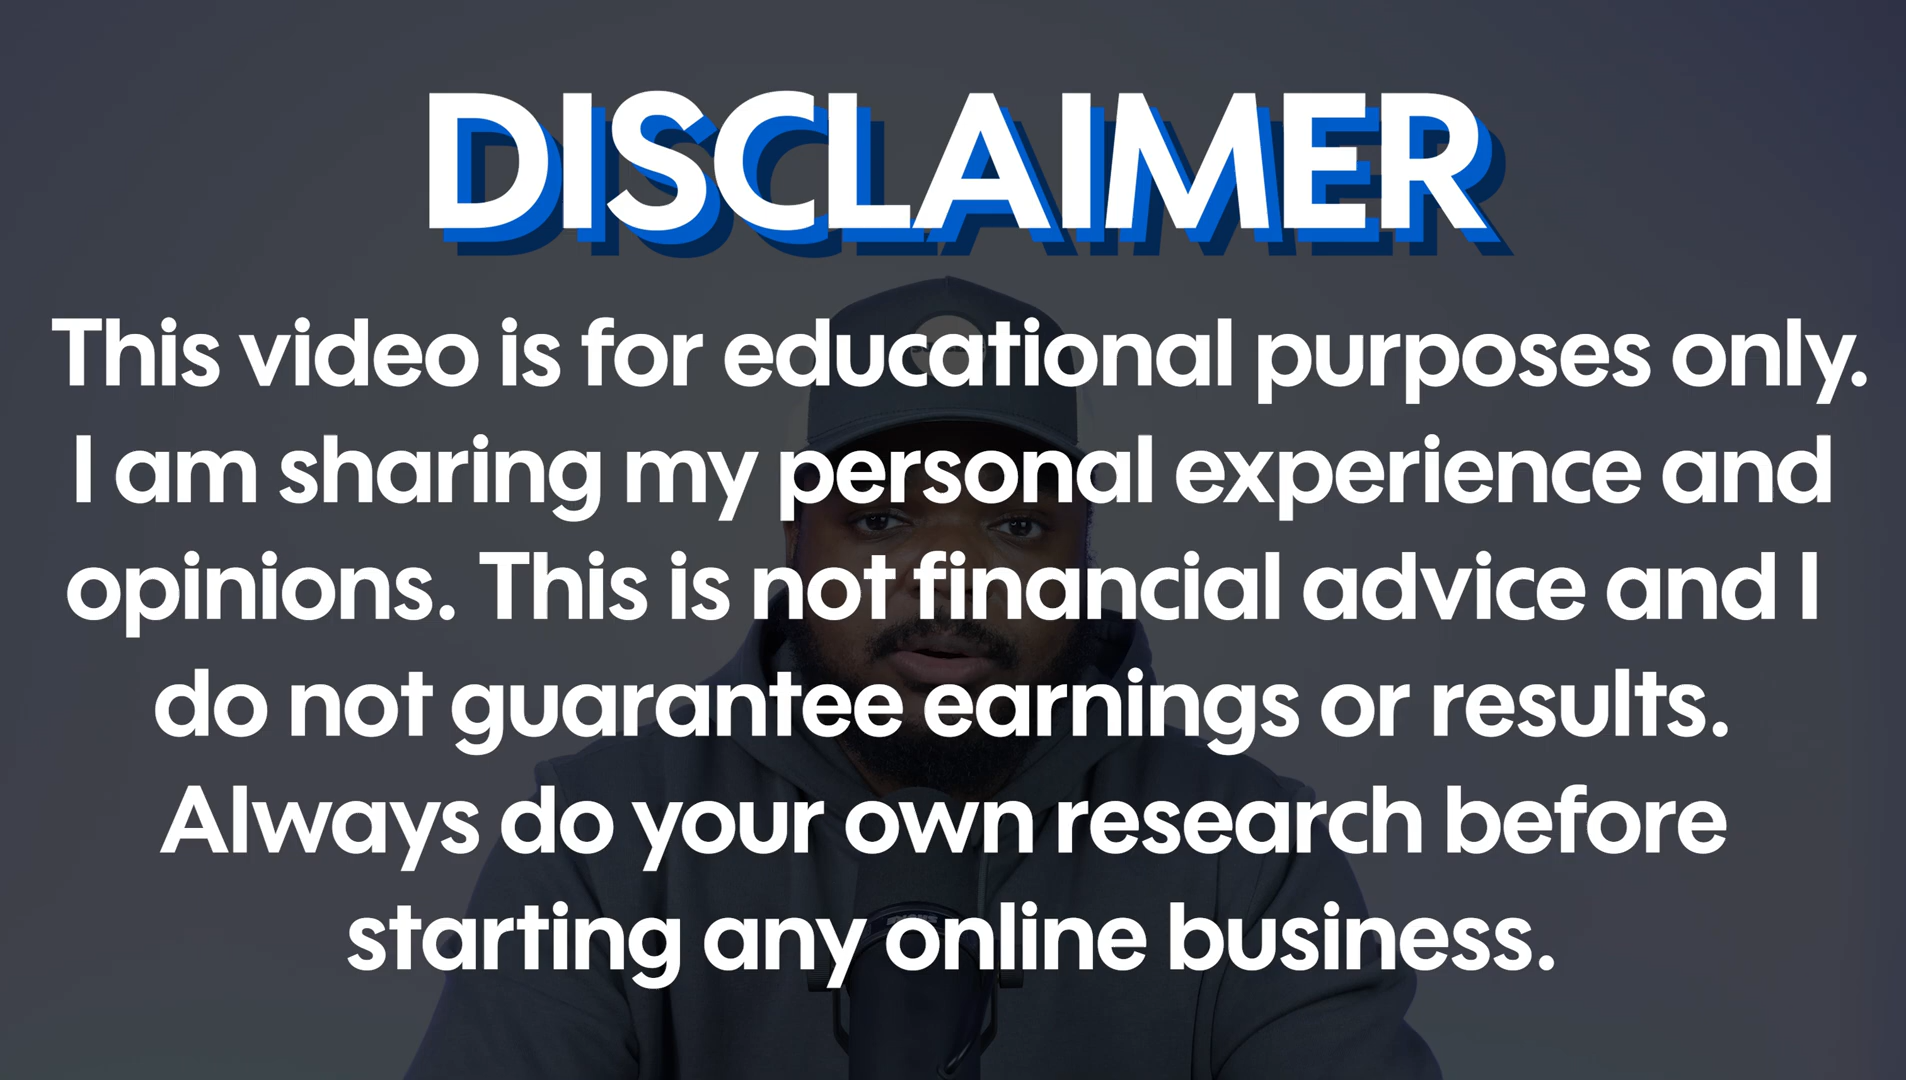 DISCLAIMER
This video is for educational purposes only.
I am sharing my personal experience and
opinions. This is not financial advice and I
do not guarantee earnings or results.
Always do your own research before
starting any online business.